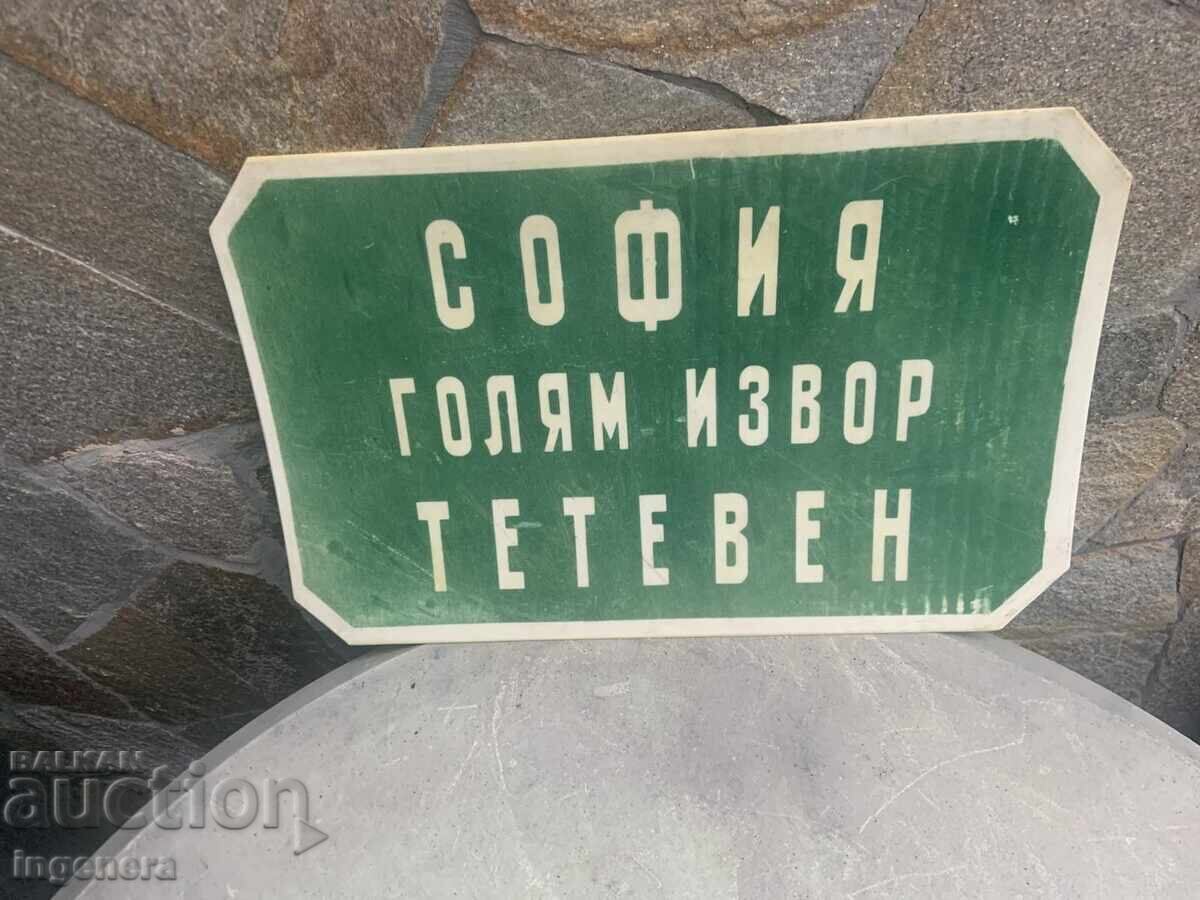 СОФИЯ
ГОЛЯМ ИЗВОР
ТЕТЕВЕН
BALKAN
auction
ingenera